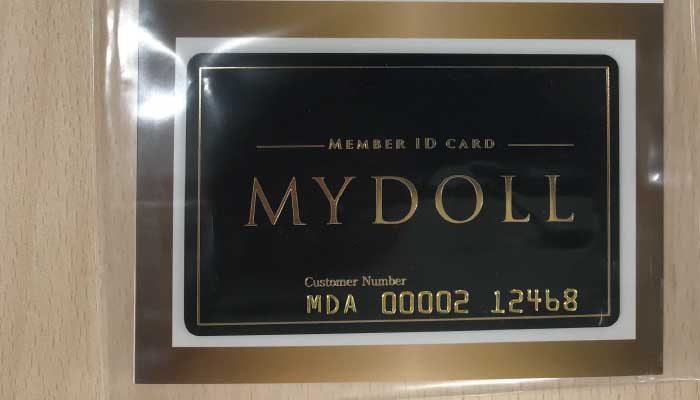 MEMBER ID CARD
MYDOLL
Customer Number
MDA 00002 12468